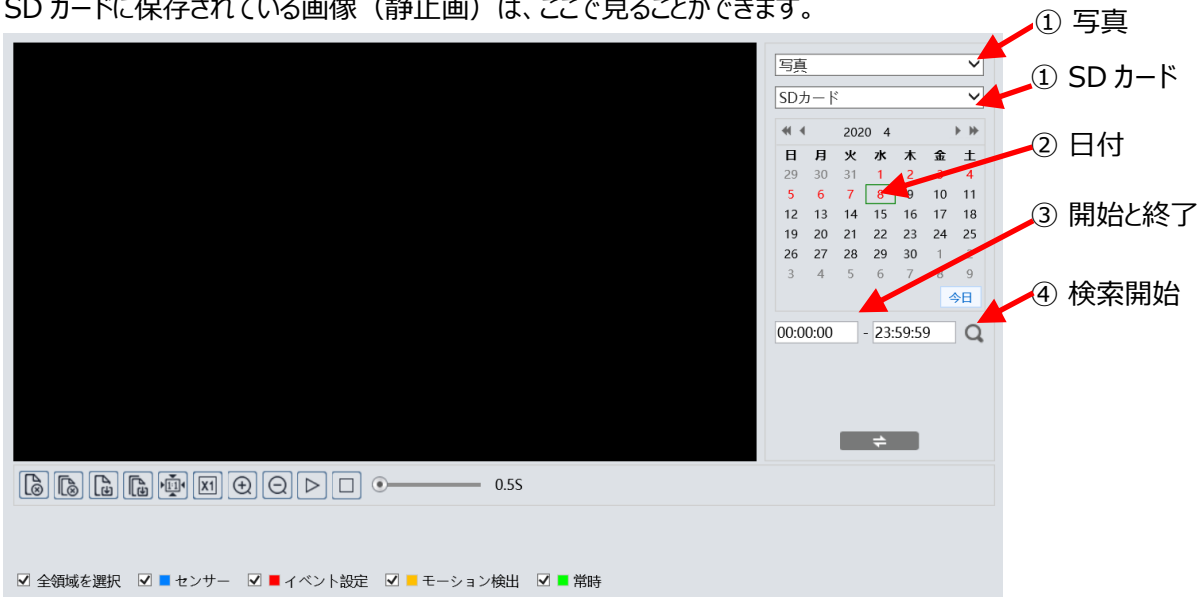 SD カードに保存されている画像（静止画）は、ここで見ることができます。
① 写真
写真
① SD カード
SDカード
2020 4
日 月 火 水 木 金 土
② 日付
29 30 31 1 2 3 4
5 6 7 8 9 10 11
12 13 14 15 16 17 18
③ 開始と終了
19 20 21 22 23 24 25
26 27 28 29 30 1 2
3 4 5 6 7 8 9
今日
④ 検索開始
00:00:00 - 23:59:59
1:1 X1 0.5S
全領域を選択 センサー イベント設定 モーション検出 常時